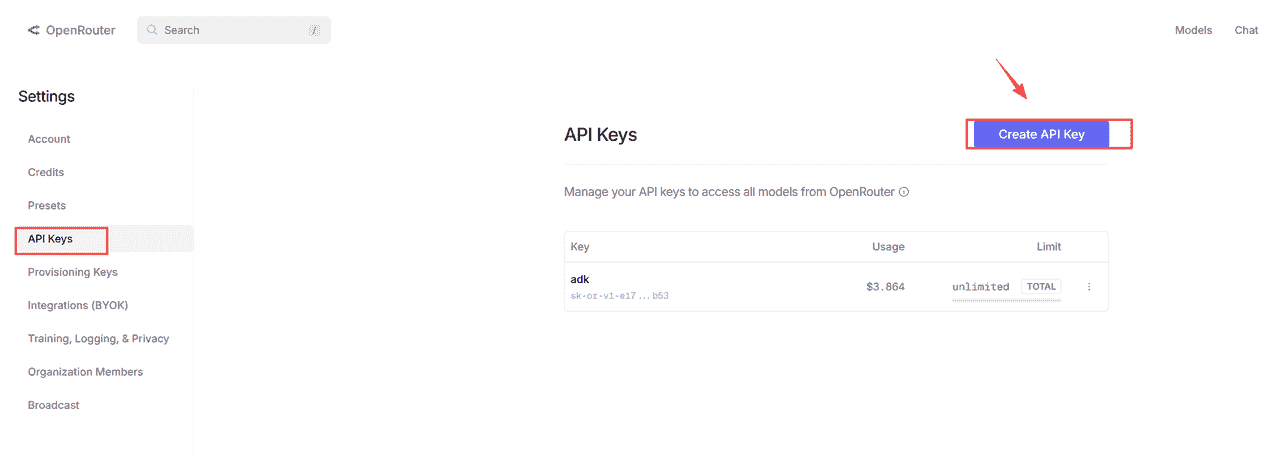 OpenRouter
Search
/
Models
Chat
Settings
Account
Credits
Presets
API Keys
Provisioning Keys
Integrations (BYOK)
Training, Logging, & Privacy
Organization Members
Broadcast
API Keys
Create API Key
Manage your API keys to access all models from OpenRouter
Key Usage Limit
adk
sk-or-v1-e17...b53
$3.864 unlimited TOTAL